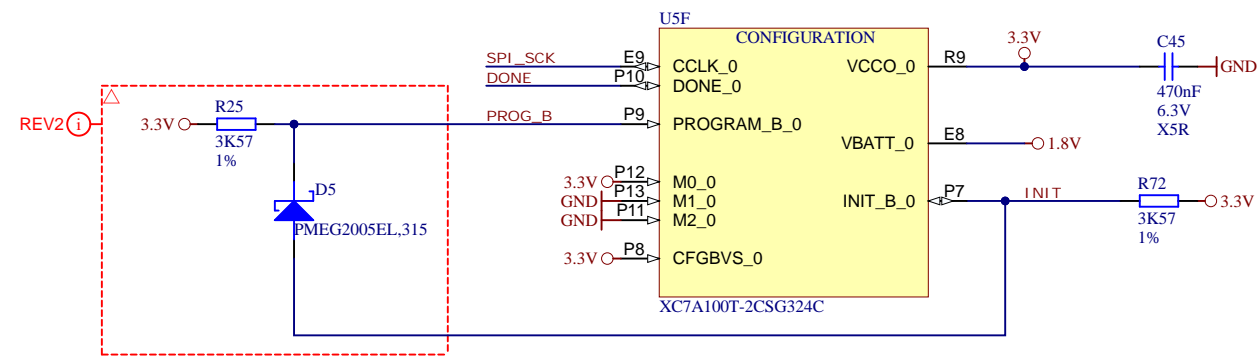 U5F
CONFIGURATION
SPI_SCK
E9
CCLK_0
DONE
P10
DONE_0
VCCO_0
R9
3.3V
C45
GND
470nF
6.3V
X5R
REV2
i
3.3V
R25
3K57
1%
PROG_B
P9
PROGRAM_B_0
VBATT_0
E8
1.8V
D5
PMEG2005EL,315
3.3V
P12
M0_0
GND
P13
M1_0
GND
P11
M2_0
INIT_B_0
P7
INIT
R72
3K57
1%
3.3V
3.3V
P8
CFGBVS_0
XC7A100T-2CSG324C